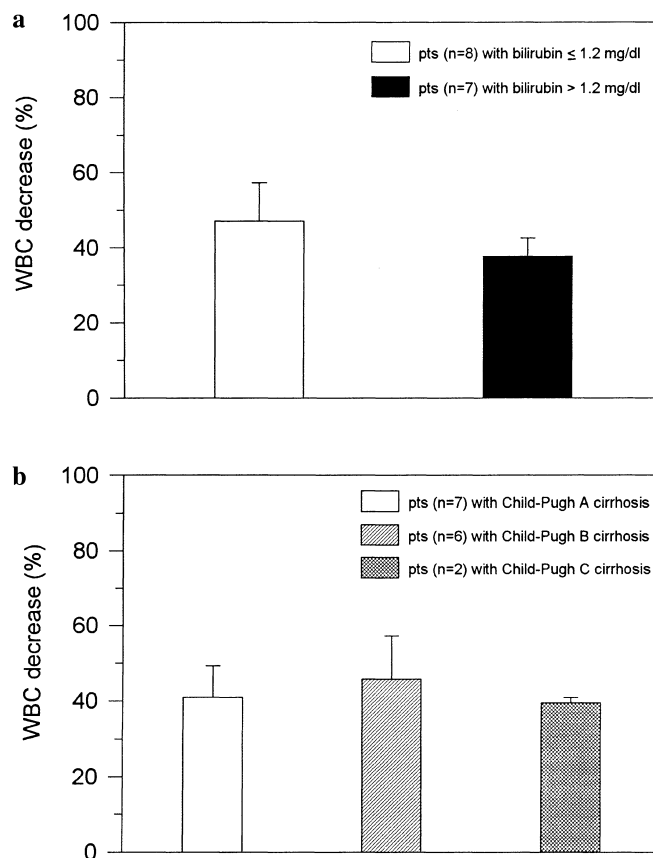 a
100
80
60
40
20
0
WBC decrease (%)
pts (n=8) with bilirubin ≤ 1.2 mg/dl
pts (n=7) with bilirubin > 1.2 mg/dl
b
100
80
60
40
20
0
WBC decrease (%)
pts (n=7) with Child-Pugh A cirrhosis
pts (n=6) with Child-Pugh B cirrhosis
pts (n=2) with Child-Pugh C cirrhosis